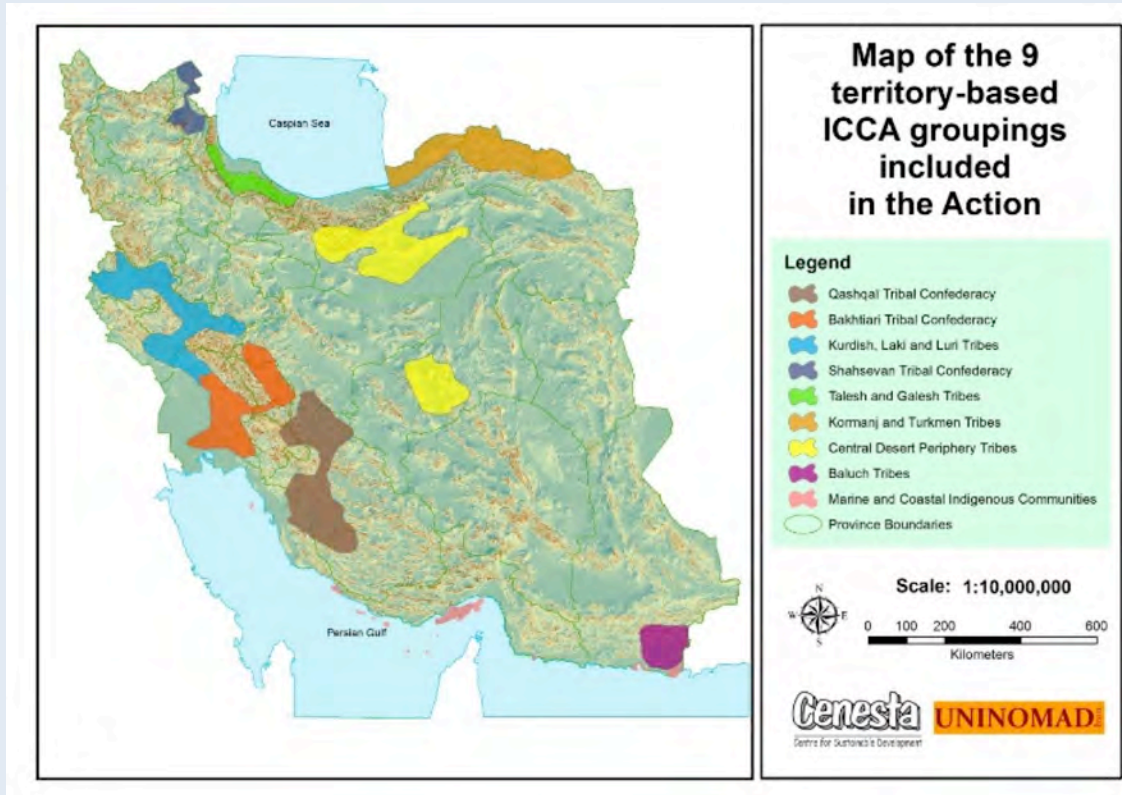 Map of the 9
territory-based
ICCA groupings
included
in the Action
Caspian Sea
Persian Gulf
Legend
Qashqai Tribal Confederacy
Bakhtiari Tribal Confederacy
Kurdish, Laki and Luri Tribes
Shahsevan Tribal Confederacy
Talesh and Galesh Tribes
Kormanj and Turkmen Tribes
Central Desert Periphery Tribes
Baluch Tribes
Marine and Coastal Indigenous Communities
Province Boundaries
N
W E
S
Scale: 1:10,000,000
0 100 200 400 600
Kilometers
Cenesta
Centre for Sustainable Development
UNINOMAD